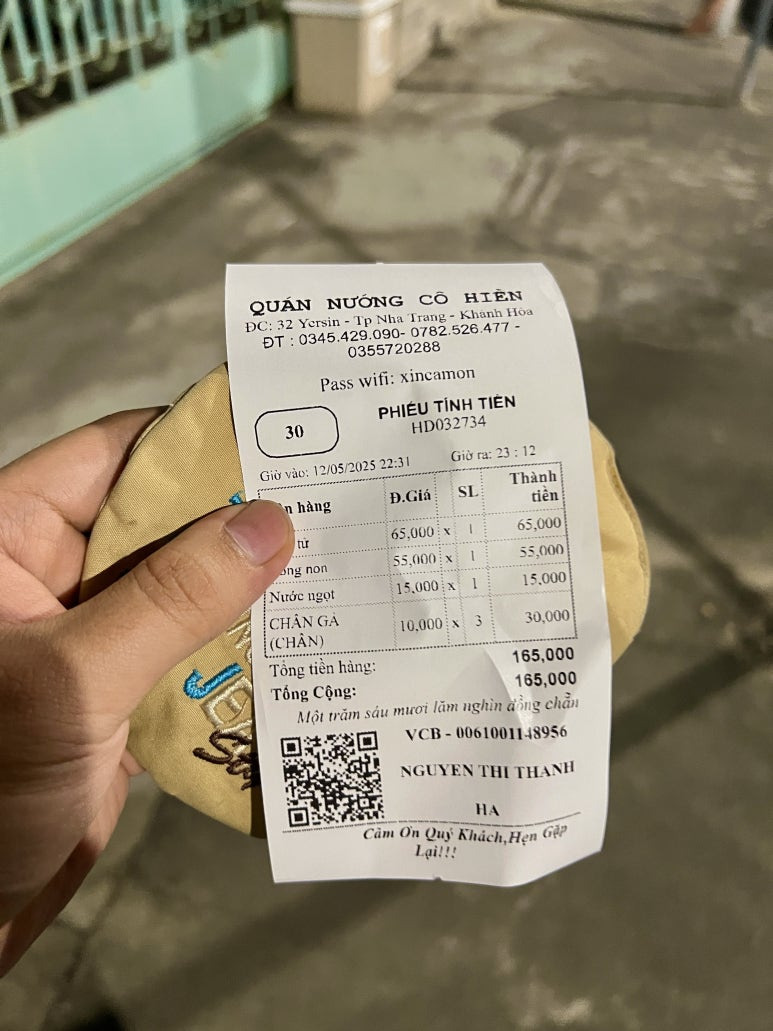 QUÁN NƯỚNG CÔ HIỀN
ĐC: 32 Yersin - Tp Nha Trang - Khánh Hòa
ĐT : 0345.429.090- 0782.526.477 -
0355720288
Pass wifi: xincamon
30
PHIẾU TÍNH TIỀN
HD032734
Giờ vào: 12/05/2025 22:31 Giờ ra: 23 : 12
hàng Đ.Giá SL Thành tiền
65,000 x 1 65,000
non 55,000 x 1 55,000
Nước ngọt 15,000 x 1 15,000
CHÂN GÀ (CHÂN) 10,000 x 3 30,000
Tổng tiền hàng: 165,000
Tổng Cộng: 165,000
Một trăm sáu mươi lăm nghìn đồng chẵn
VCB - 0061001148956
NGUYEN THI THANH
HA
Cảm Ơn Quý Khách,Hẹn Gặp
Lại!!!